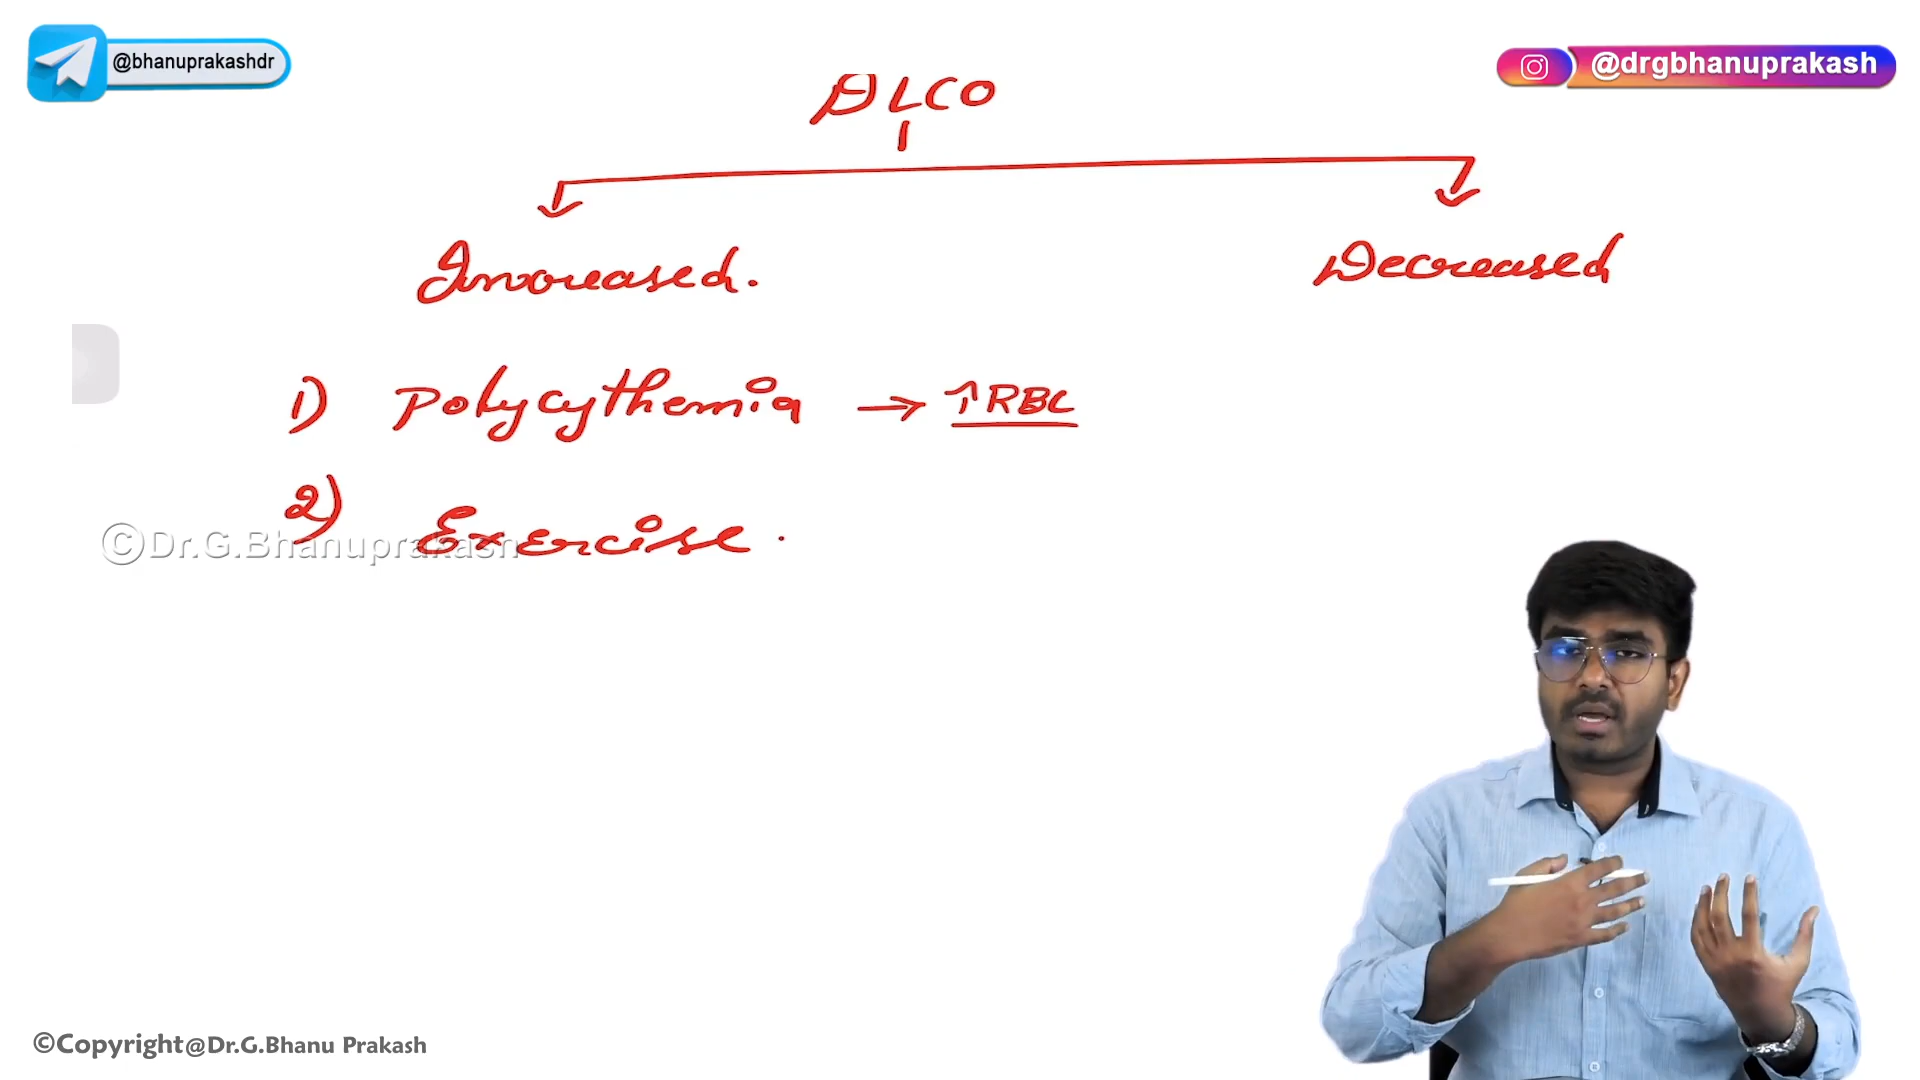 @bhanuprakashdr
@drgbhanuprakash
DLCO
Increased.
Decreased
1) Polycythemia → ↑RBC
2) Exercise.
©Dr.G.Bhanuprakash
©Copyright@Dr.G.Bhanu Prakash